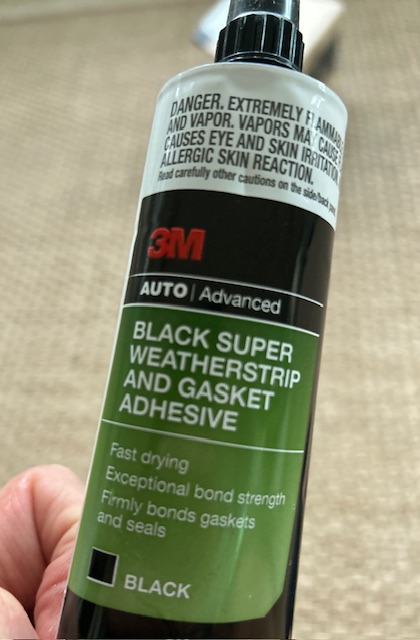 DANGER. EXTREMELY FLAMMABLE
AND VAPOR. VAPORS MAY CAUSE
CAUSES EYE AND SKIN IRRITATION
ALLERGIC SKIN REACTION.
Read carefully other cautions on the side/back
3M
AUTO | Advanced
BLACK SUPER
WEATHERSTRIP
AND GASKET
ADHESIVE
Fast drying
Exceptional bond strength
Firmly bonds gaskets
and seals
BLACK